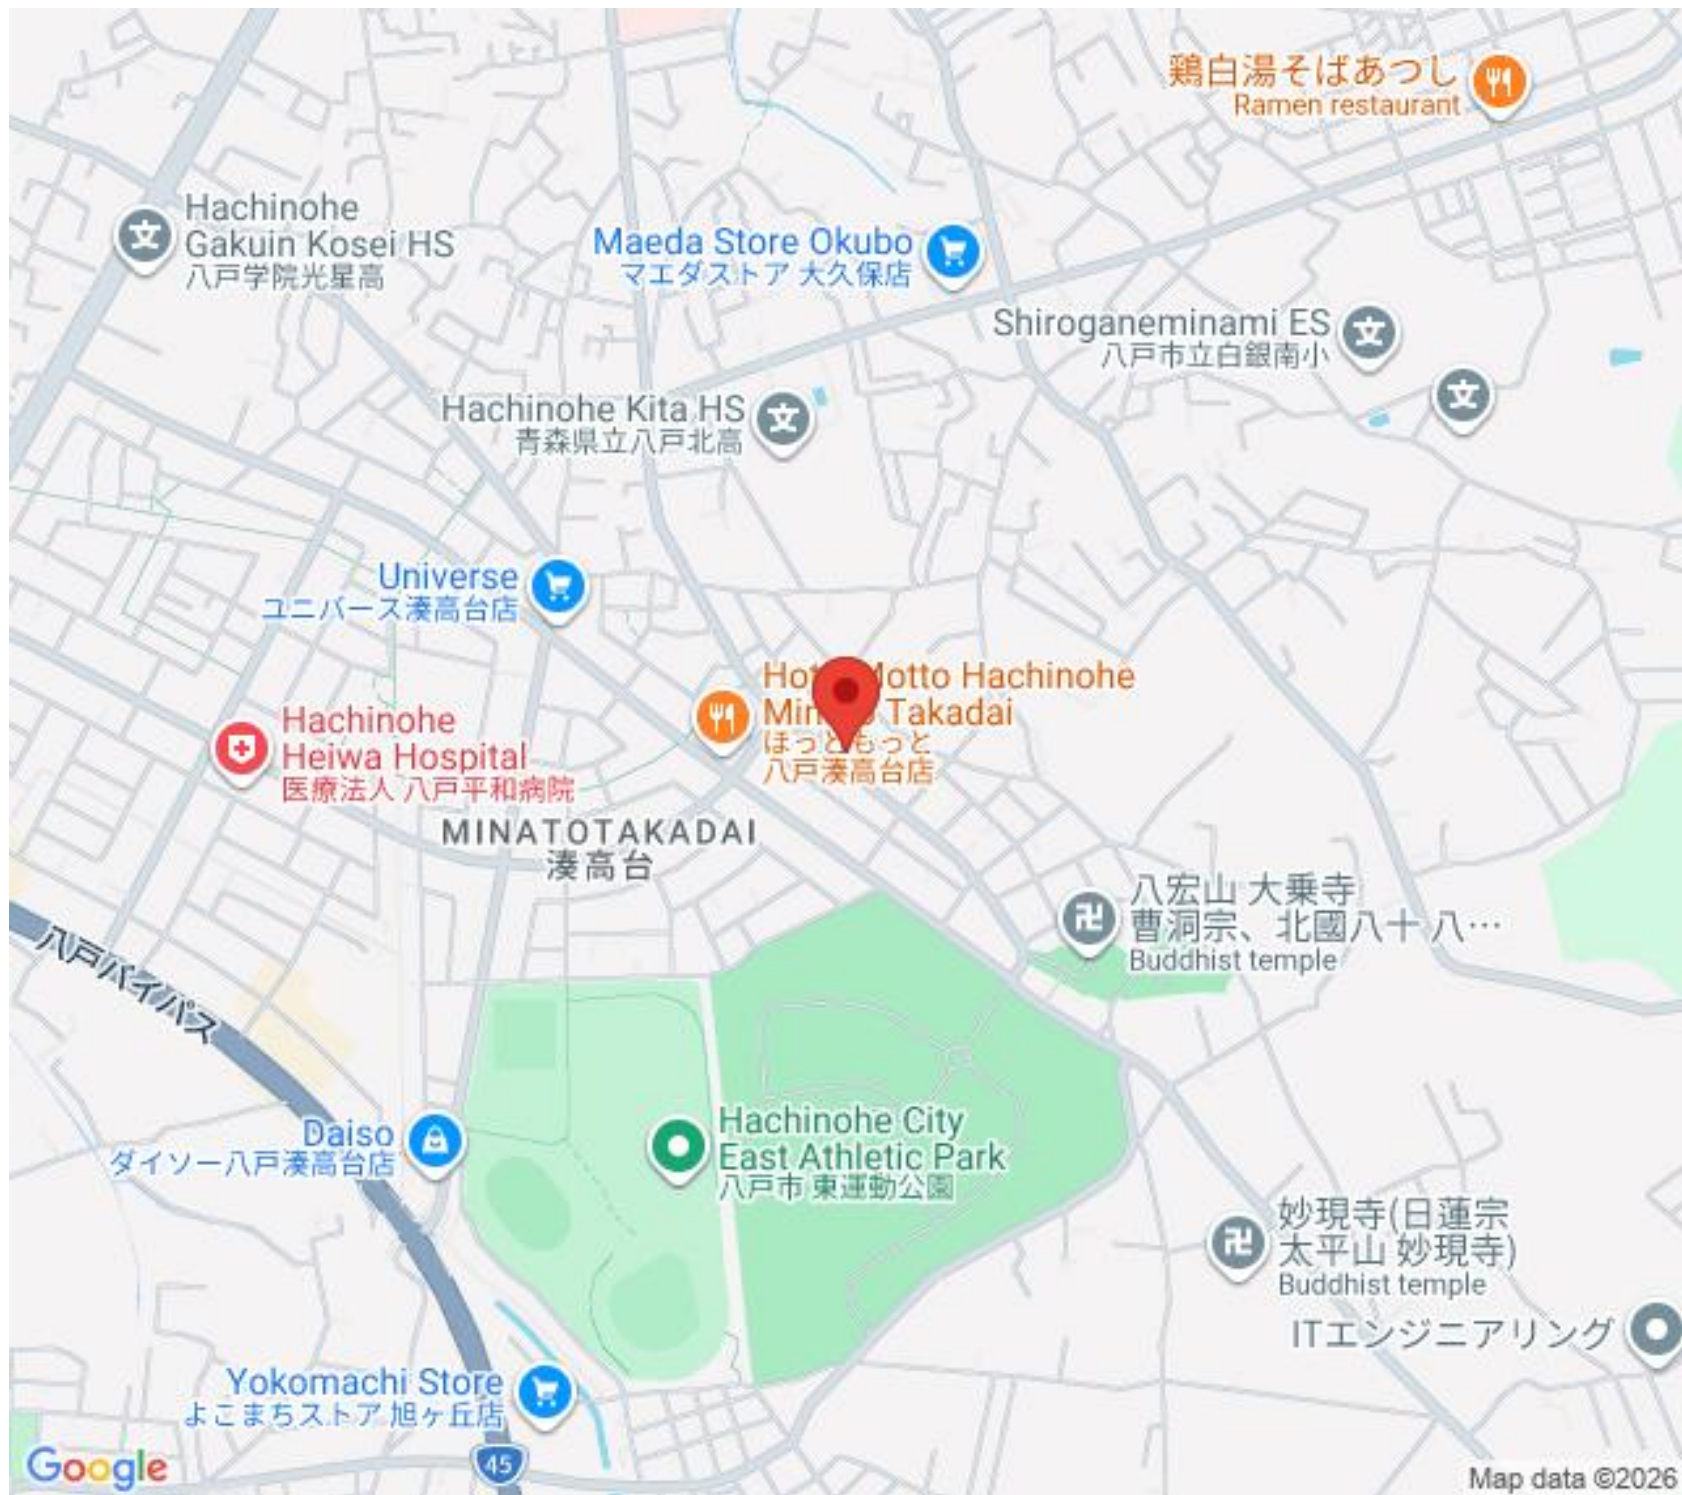 鶏白湯そばあつし
Ramen restaurant
Hachinohe
Gakuin Kosei HS
八戸学院光星高
Maeda Store Okubo
マエダストア 大久保店
Shiroganeminami ES
八戸市立白銀南小
Hachinohe Kita HS
青森県立八戸北高
Universe
ユニバース湊高台店
Motto Hachinohe
Takadai
ほっともっと
八戸湊高台店
Hachinohe
Heiwa Hospital
医療法人 八戸平和病院
MINATOTAKADAI
湊高台
八宏山 大乗寺
曹洞宗、北國八十八…
Buddhist temple
八戸バイパス
Daiso
ダイソー八戸湊高台店
Hachinohe City
East Athletic Park
八戸市 東運動公園
妙現寺(日蓮宗
太平山 妙現寺)
Buddhist temple
ITエンジニアリング
Yokomachi Store
よこまちストア 旭ヶ丘店
45
Google
Map data ©2026